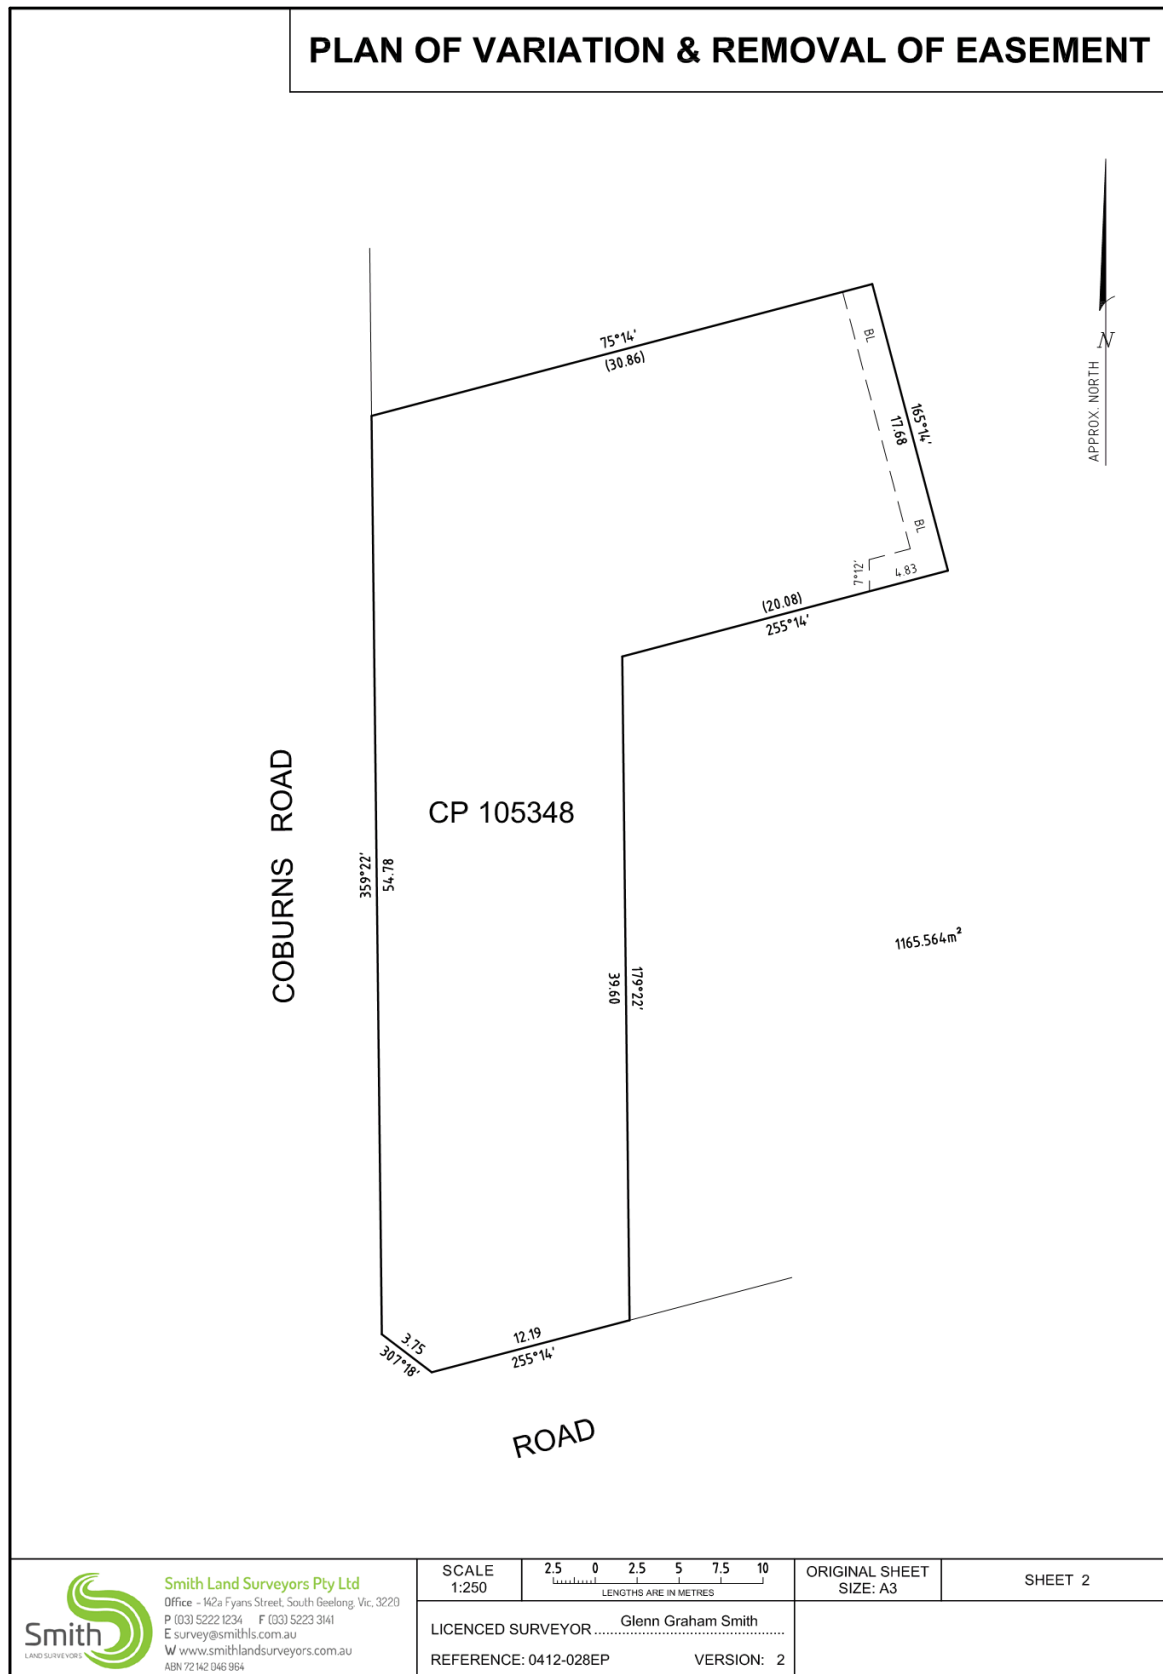 PLAN OF VARIATION & REMOVAL OF EASEMENT
N
APPROX. NORTH
75°14'
(30.86)
BL
165°14'
17.68
BL
7°12'
4.83
(20.08)
255°14'
COBURNS ROAD
CP 105348
359°22'
54.78
1165.564m²
179°22'
39.60
3.75
307°18'
12.19
255°14'
ROAD
Smith
LAND SURVEYORS
Smith Land Surveyors Pty Ltd
Office - 142a Fyans Street, South Geelong, Vic, 3220
P (03) 5222 1234 F (03) 5223 3141
E survey@smithls.com.au
W www.smithlandsurveyors.com.au
ABN 72 142 046 964
SCALE
1:250
2.5 0 2.5 5 7.5 10
LENGTHS ARE IN METRES
ORIGINAL SHEET
SIZE: A3
SHEET 2
LICENCED SURVEYOR Glenn Graham Smith
REFERENCE: 0412-028EP VERSION: 2